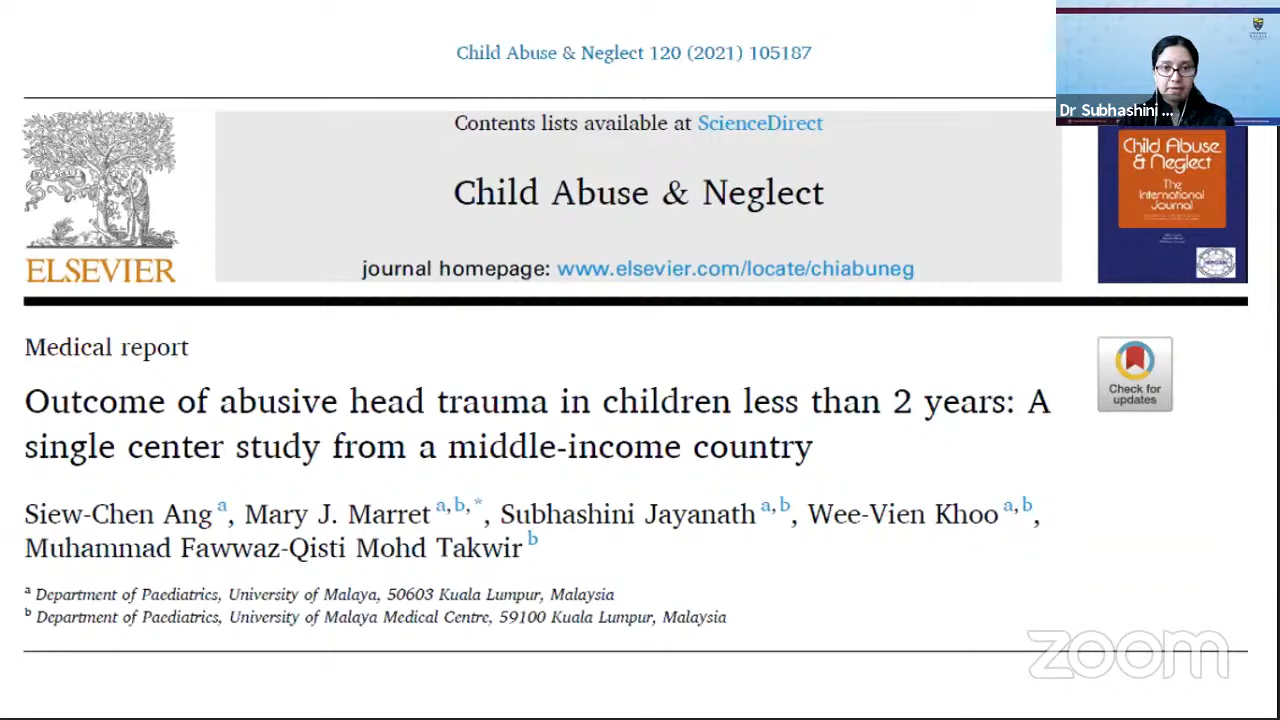 Child Abuse & Neglect 120 (2021) 105187
Dr Subhashini ...
Contents lists available at ScienceDirect
Child Abuse & Neglect
journal homepage: www.elsevier.com/locate/chiabuneg
ELSEVIER
Child Abuse
& Neglect
The
International
Journal
Medical report
Check for
updates
Outcome of abusive head trauma in children less than 2 years: A
single center study from a middle-income country
Siew-Chen Ang a, Mary J. Marret a,b,*, Subhashini Jayanath a,b, Wee-Vien Khoo a,b,
Muhammad Fawwaz-Qisti Mohd Takwir b
a Department of Paediatrics, University of Malaya, 50603 Kuala Lumpur, Malaysia
b Department of Paediatrics, University of Malaya Medical Centre, 59100 Kuala Lumpur, Malaysia
zoom